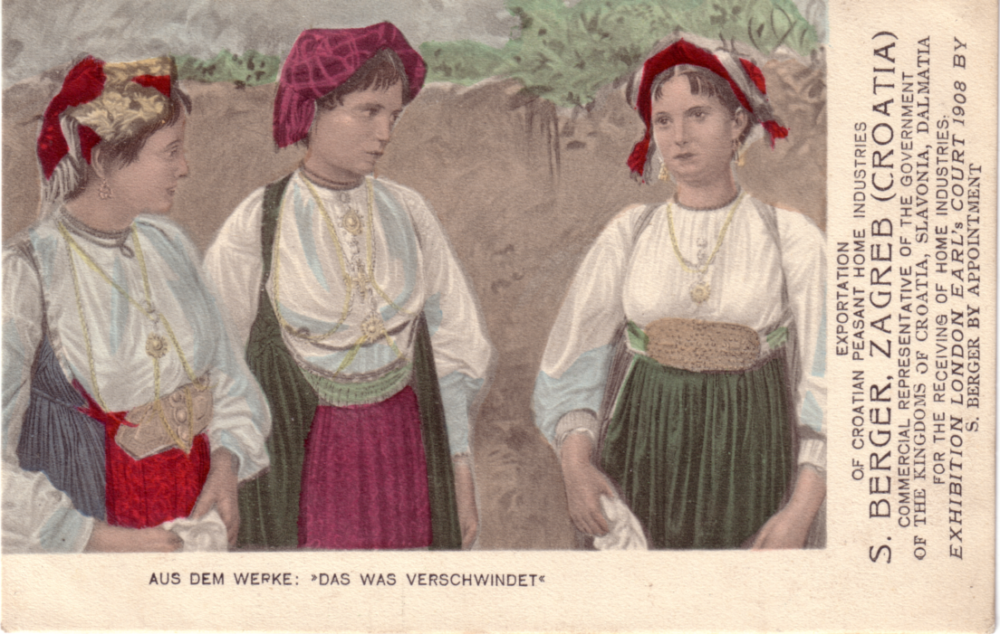 AUS DEM WERKE: »DAS WAS VERSCHWINDET«
EXPORTATION
OF CROATIAN PEASANT HOME INDUSTRIES
S. BERGER, ZAGREB (CROATIA)
COMMERCIAL REPRESENTATIVE OF THE GOVERNMENT
OF THE KINGDOMS OF CROATIA, SLAVONIA, DALMATIA
FOR THE RECEIVING OF HOME INDUSTRIES.
EXHIBITION LONDON EARL's COURT 1908 BY
S. BERGER BY APPOINTMENT